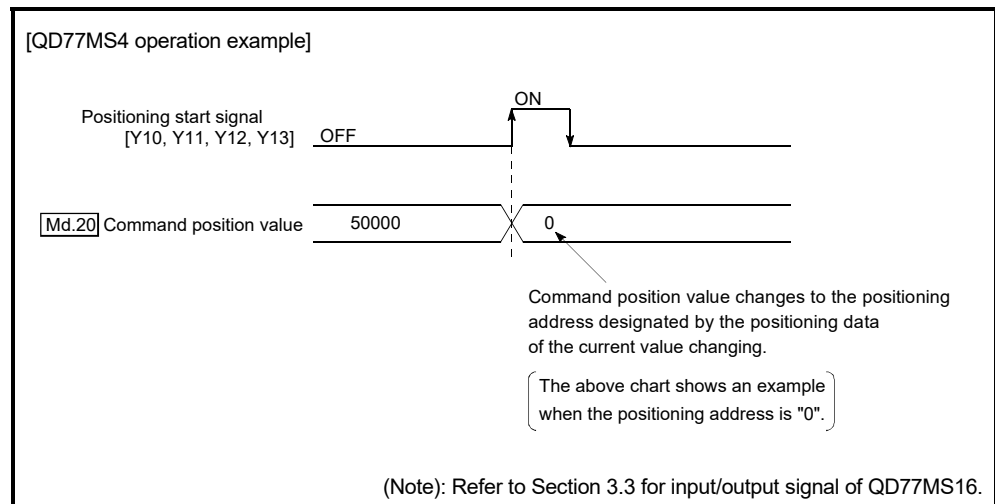 [QD77MS4 operation example]
ON
Positioning start signal
[Y10, Y11, Y12, Y13]
OFF
Md.20 Command position value
50000
0
Command position value changes to the positioning
address designated by the positioning data
of the current value changing.
The above chart shows an example
when the positioning address is "0".
(Note): Refer to Section 3.3 for input/output signal of QD77MS16.